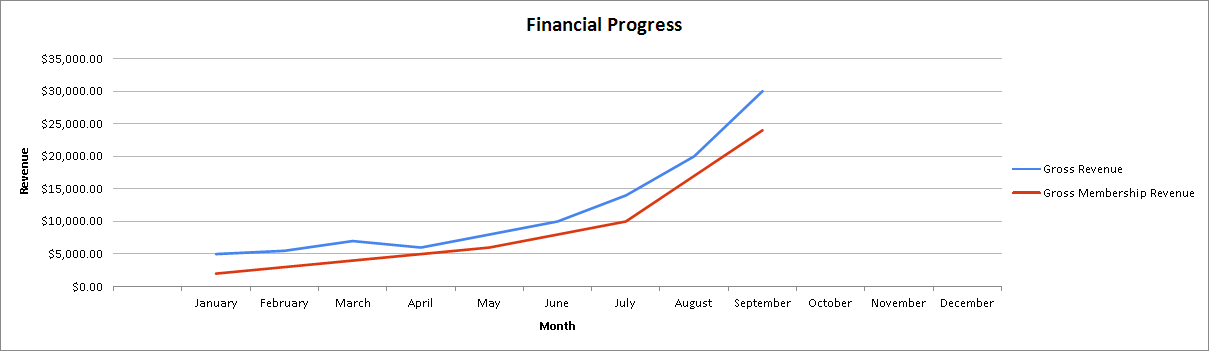 Financial Progress
$35,000.00
$30,000.00
$25,000.00
$20,000.00
$15,000.00
$10,000.00
$5,000.00
$0.00
Revenue
January February March April May June July August September October November December
Month
Gross Revenue
Gross Membership Revenue